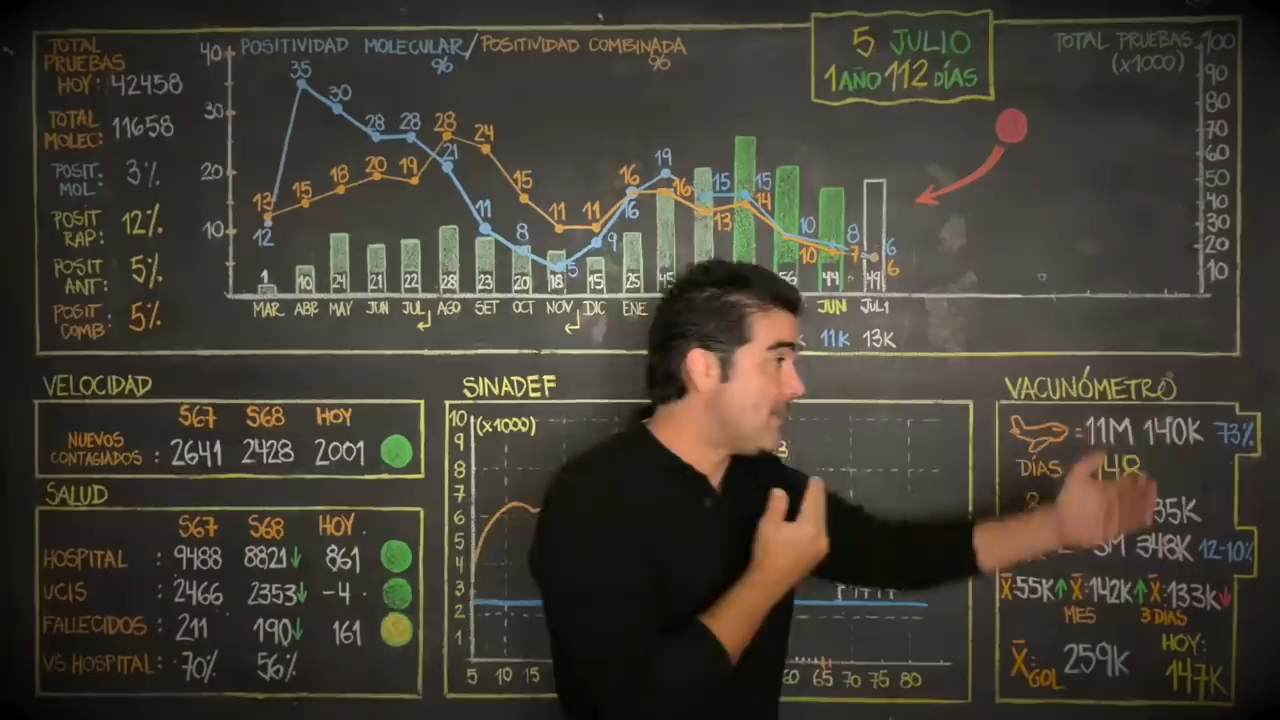 TOTAL PRUEBAS HOY: 42458
TOTAL MOLEC: 11658
POSIT. MOL: 3%
POSIT RAP: 12%
POSIT ANT: 5%
POSIT COMB: 5%
POSITIVIDAD MOLECULAR/POSITIVIDAD COMBINADA
% %
5 JULIO
1 AÑO 112 DÍAS
TOTAL PRUEBAS
(x1000)
40
30
20
10
35 30 28 28 21 11 8 5 9 16 19 15 15 10 8 6
13 15 18 20 19 28 24 15 11 11 16 16 13 14 10 7 6
12
100
90
80
70
60
50
40
30
20
10
1 10 24 21 22 28 23 20 18 15 25 45 56 44 49
MAR ABR MAY JUN JUL AGO SET OCT NOV DIC ENE JUN JUL1
K 11K 13K
VELOCIDAD
S67 S68 HOY
NUEVOS CONTAGIADOS : 2641 2428 2001
SALUD
S67 S68 HOY
HOSPITAL : 9488 8821↓ 861
UCIS : 2466 2353↓ -4
FALLECIDOS : 211 190↓ 161
VS HOSPITAL: 70% 56%
SINADEF
(x1000)
10
9
8
7
6
5
4
3
2
1
5 10 15 60 65 70 75 80
VACUNÓMETRO
= 11M 140K 73%
DÍAS 148
35K
348K 12-10%
X̄:55K↑ X̄:142K↑ X̄:133K↓
MES 3 DÍAS
X̄ GOL 259K HOY: 147K